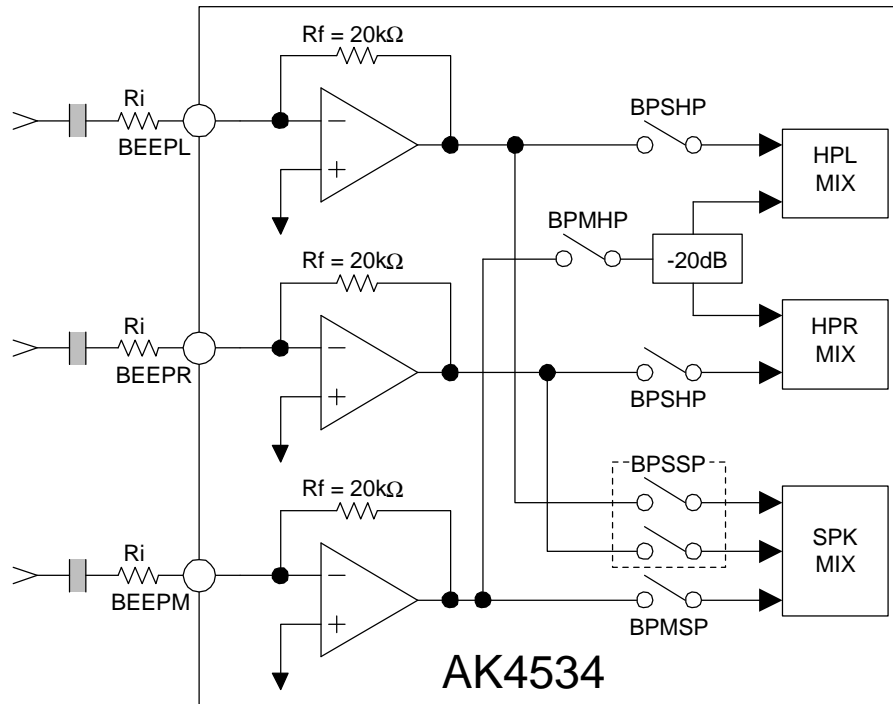 Rf = 20kΩ
Ri
BEEPL
BPSHP
HPL
MIX
BPMHP
-20dB
Rf = 20kΩ
Ri
BEEPR
HPR
MIX
BPSHP
BPSSP
Rf = 20kΩ
Ri
BEEPM
SPK
MIX
BPMSP
AK4534